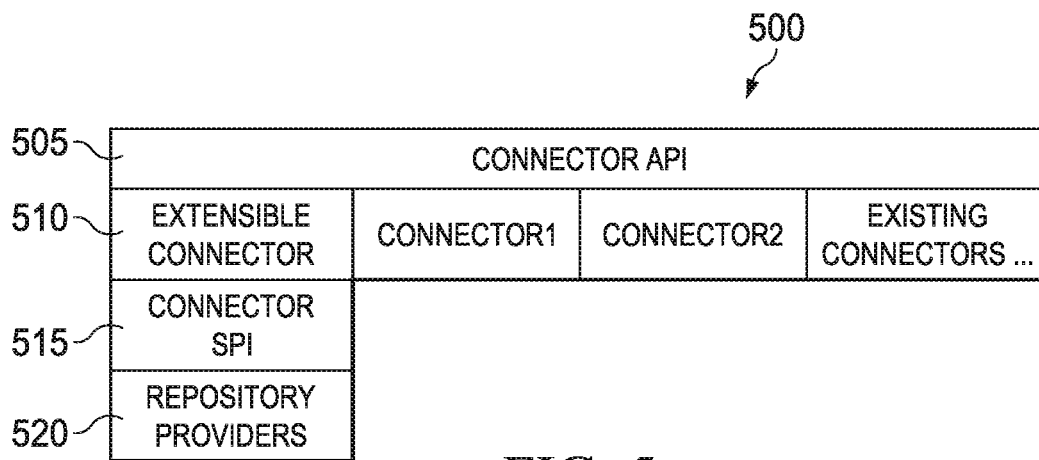 500
505
CONNECTOR API
510
EXTENSIBLE
CONNECTOR
CONNECTOR1
CONNECTOR2
EXISTING
CONNECTORS ...
515
CONNECTOR
SPI
520
REPOSITORY
PROVIDERS